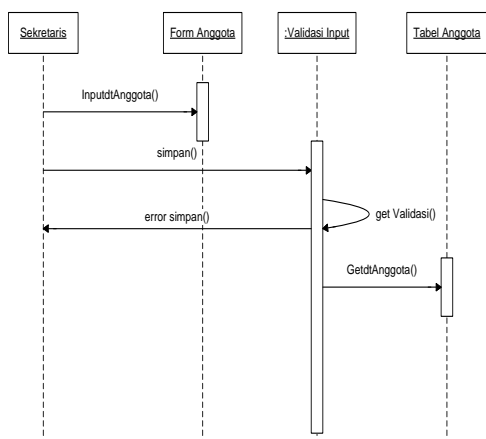 Sekretaris
Form Anggota
:Validasi Input
Tabel Anggota
InputdtAnggota()
simpan()
get Validasi()
error simpan()
GetdtAnggota()